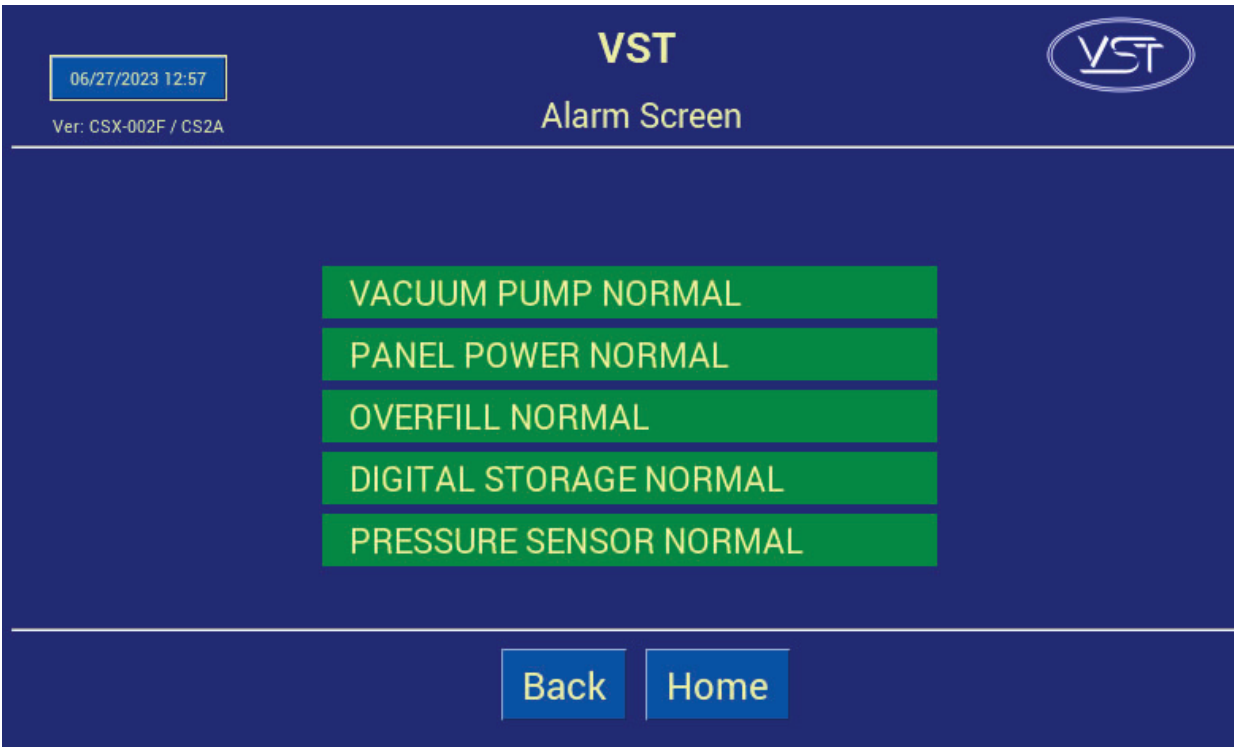 VST
VST
06/27/2023 12:57
Alarm Screen
Ver: CSX-002F / CS2A
VACUUM PUMP NORMAL
PANEL POWER NORMAL
OVERFILL NORMAL
DIGITAL STORAGE NORMAL
PRESSURE SENSOR NORMAL
Back
Home